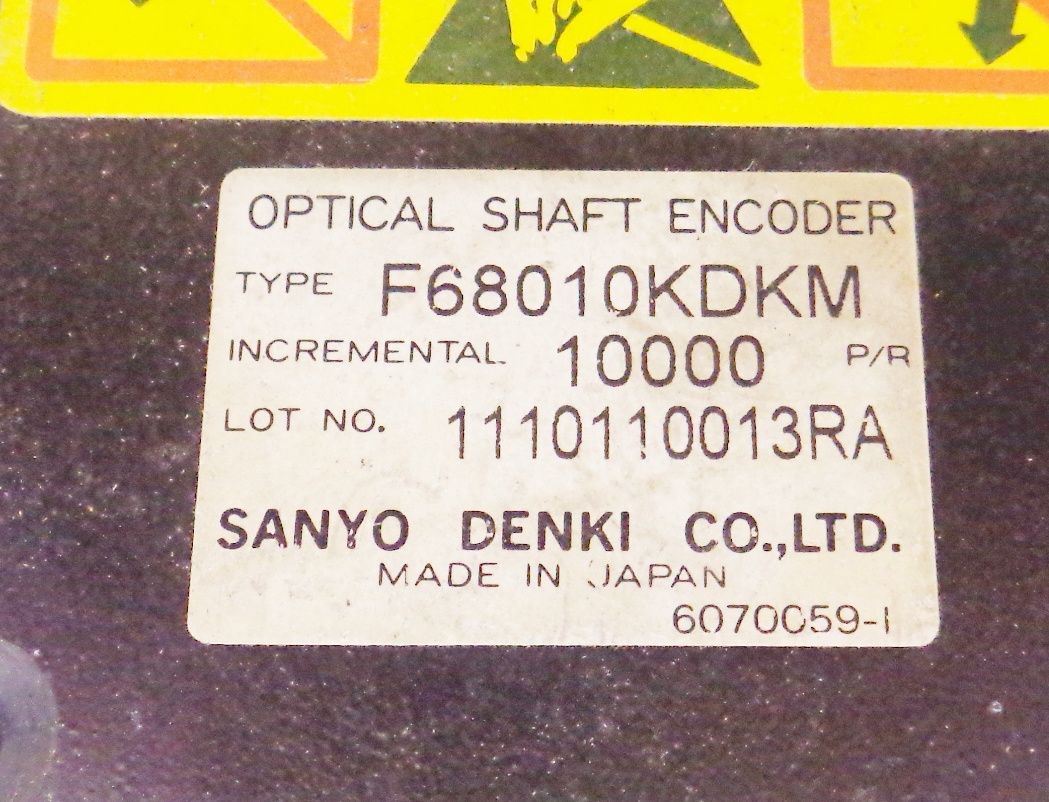 OPTICAL SHAFT ENCODER
TYPE F68010KDKM
INCREMENTAL 10000 P/R
LOT NO. 1110110013RA
SANYO DENKI CO.,LTD.
MADE IN JAPAN
6070059-1